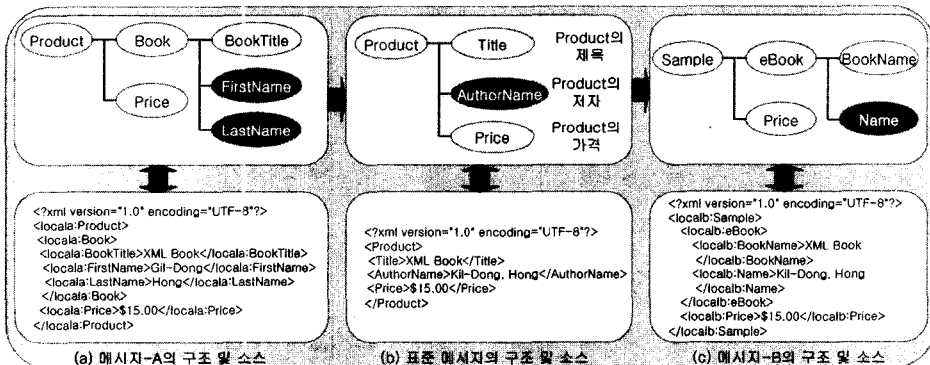 Product
Book
BookTitle
FirstName
Price
LastName
Product
Title
Product의
제목
AuthorName
Product의
저자
Price
Product의
가격
Sample
eBook
BookName
Price
Name
<?xml version="1.0" encoding="UTF-8"?>
<locala:Product>
<locala:Book>
<locala:BookTitle>XML Book</locala:BookTitle>
<locala:FirstName>Gil-Dong</locala:FirstName>
<locala:LastName>Hong</locala:LastName>
</locala:Book>
<locala:Price>$15.00</locala:Price>
</locala:Product>
<?xml version="1.0" encoding="UTF-8"?>
<Product>
<Title>XML Book</Title>
<AuthorName>Kil-Dong, Hong</AuthorName>
<Price>$15.00</Price>
</Product>
<?xml version="1.0" encoding="UTF-8"?>
<localb:Sample>
<localb:eBook>
<localb:BookName>XML Book
</localb:BookName>
<localb:Name>Kil-Dong, Hong
</localb:Name>
</localb:eBook>
<localb:Price>$15.00</localb:Price>
</localb:Sample>
(a) 메시지-A의 구조 및 소스
(b) 표준 메시지의 구조 및 소스
(c) 메시지-B의 구조 및 소스